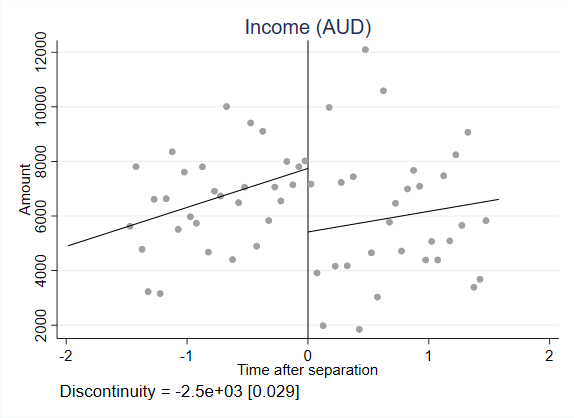 Income (AUD)
12000
10000
8000
6000
4000
2000
Amount
-2 -1 0 1 2
Time after separation
Discontinuity = -2.5e+03 [0.029]